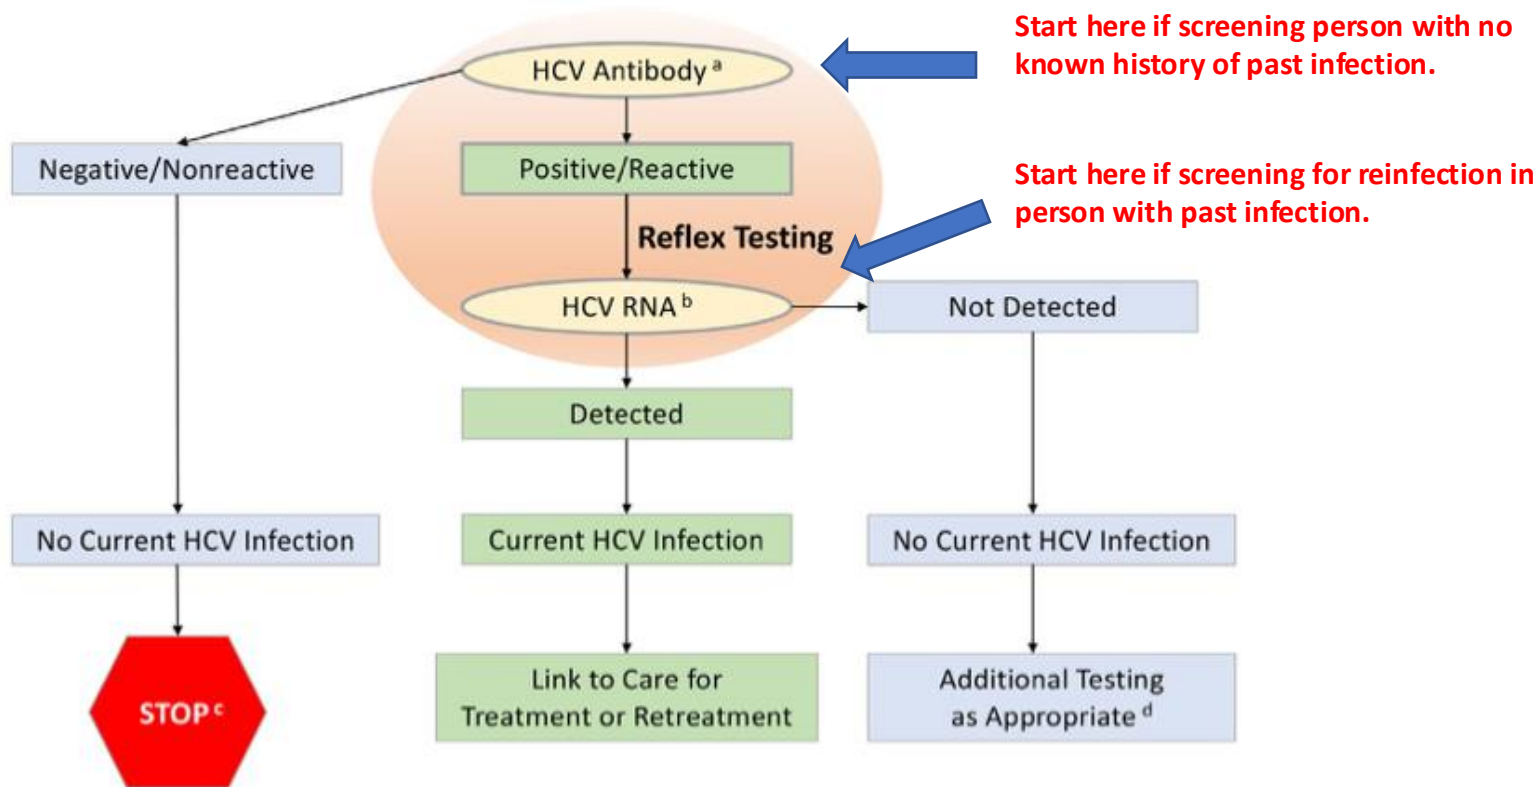 Start here if screening person with no
known history of past infection.
HCV Antibody a
Negative/Nonreactive
Positive/Reactive
Start here if screening for reinfection in
person with past infection.
Reflex Testing
HCV RNA b
Not Detected
Detected
No Current HCV Infection
Current HCV Infection
No Current HCV Infection
STOP c
Link to Care for
Treatment or Retreatment
Additional Testing
as Appropriate d